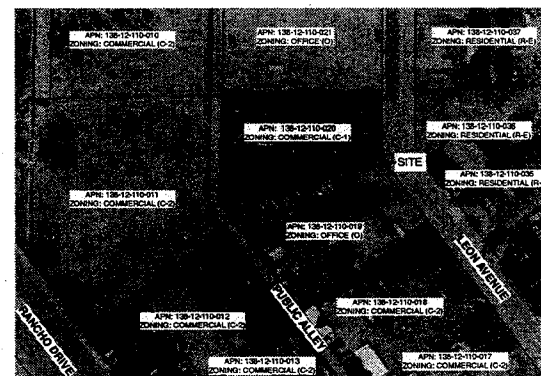 APN: 138-12-110-010
ZONING: COMMERCIAL (C-2)
APN: 138-12-110-021
ZONING: OFFICE (O)
APN: 138-12-110-037
ZONING: RESIDENTIAL (R-E)
APN: 138-12-110-020
ZONING: COMMERCIAL (C-1)
APN: 138-12-110-036
ZONING: RESIDENTIAL (R-E)
SITE
APN: 138-12-110-035
ZONING: RESIDENTIAL (R-
APN: 138-12-110-011
ZONING: COMMERCIAL (C-2)
APN: 138-12-110-019
ZONING: OFFICE (O)
LEON AVENUE
PUBLIC ALLEY
APN: 138-12-110-018
ZONING: COMMERCIAL (C-2)
RANCHO DRIVE
APN: 138-12-110-012
ZONING: COMMERCIAL (C-2)
APN: 138-12-110-013
ZONING: COMMERCIAL (C-2)
APN: 138-12-110-017
ZONING: COMMERCIAL (C-2)